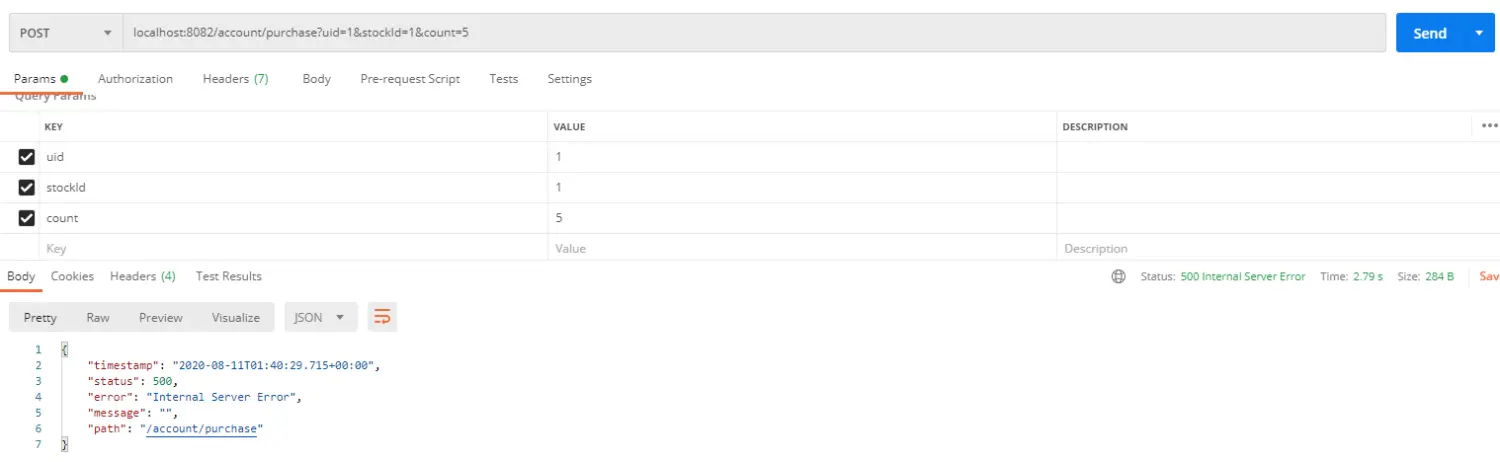 POST localhost:8082/account/purchase?uid=1&stockId=1&count=5 Send
Params Authorization Headers (7) Body Pre-request Script Tests Settings
Query Params
KEY VALUE DESCRIPTION
uid 1
stockId 1
count 5
Key Value Description
Body Cookies Headers (4) Test Results Status: 500 Internal Server Error Time: 2.79 s Size: 284 B Sav
Pretty Raw Preview Visualize JSON
1 {
2 "timestamp": "2020-08-11T01:40:29.715+00:00",
3 "status": 500,
4 "error": "Internal Server Error",
5 "message": "",
6 "path": "/account/purchase"
7 }